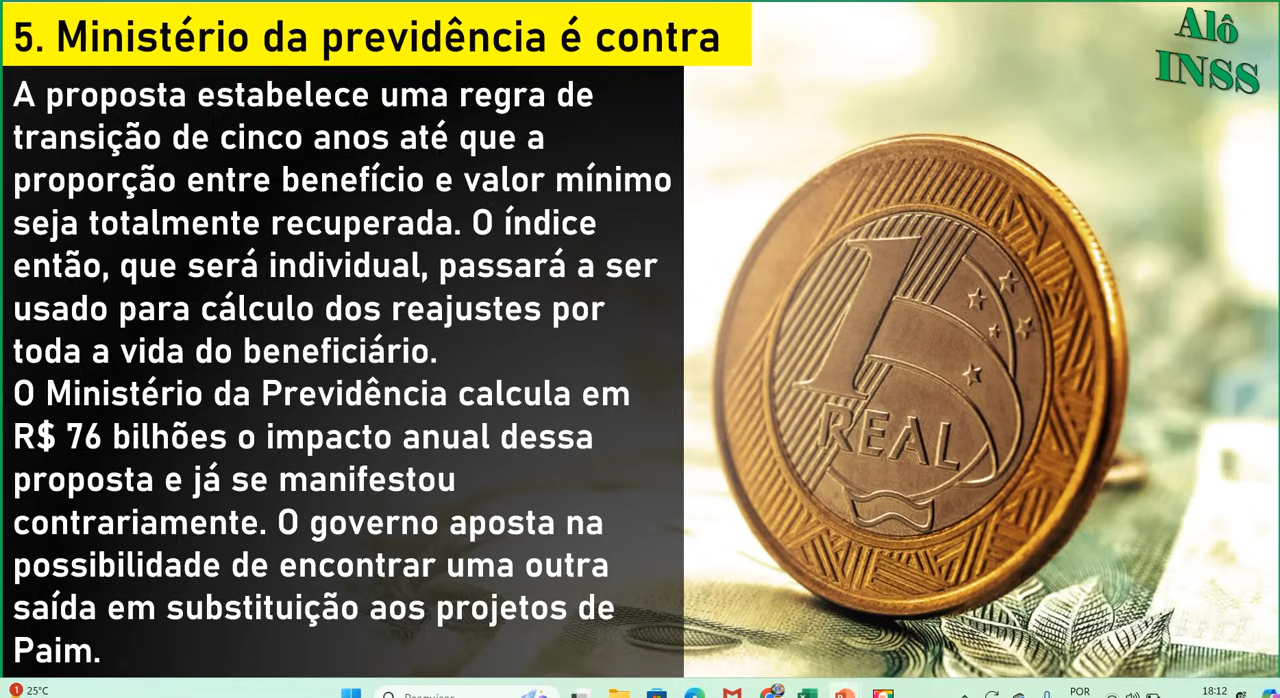 5. Ministério da previdência é contra
Alô
INSS
A proposta estabelece uma regra de
transição de cinco anos até que a
proporção entre benefício e valor mínimo
seja totalmente recuperada. O índice
então, que será individual, passará a ser
usado para cálculo dos reajustes por
toda a vida do beneficiário.
O Ministério da Previdência calcula em
R$ 76 bilhões o impacto anual dessa
proposta e já se manifestou
contrariamente. O governo aposta na
possibilidade de encontrar uma outra
saída em substituição aos projetos de
Paim.
1
REAL
1
25°C
Pesquisar
POR
18:12